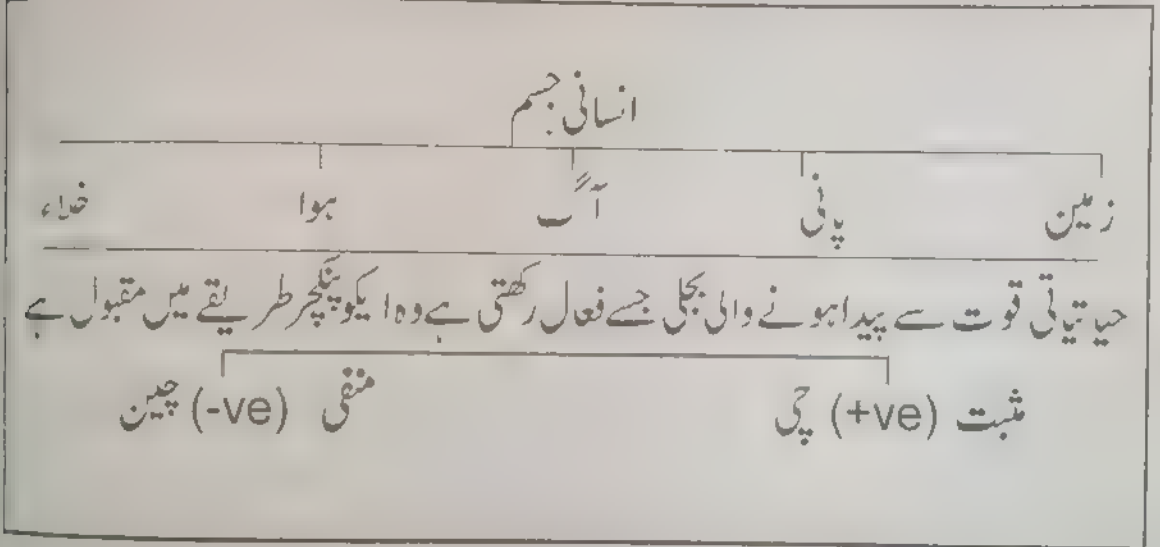 انسانی جسم
زمین پانی آگ ہوا خلاء
حیاتیاتی قوت سے پیدا ہونے والی بجلی جسے فعال رکھتی ہے وہ ایکوپنکچر طریقے میں مقبول ہے
مثبت (+ve) چی منفی (-ve) چین